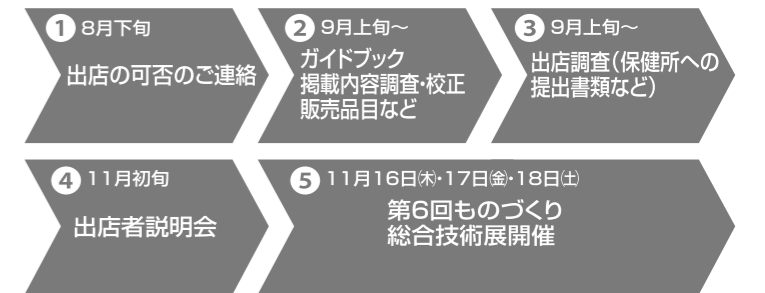 1 8月下旬
出店の可否のご連絡
2 9月上旬〜
ガイドブック
掲載内容調査・校正
販売品目など
3 9月上旬〜
出店調査（保健所への
提出書類など）
4 11月初旬
出店者説明会
5 11月16日㈭・17日㈮・18日㈯
第6回ものづくり
総合技術展開催